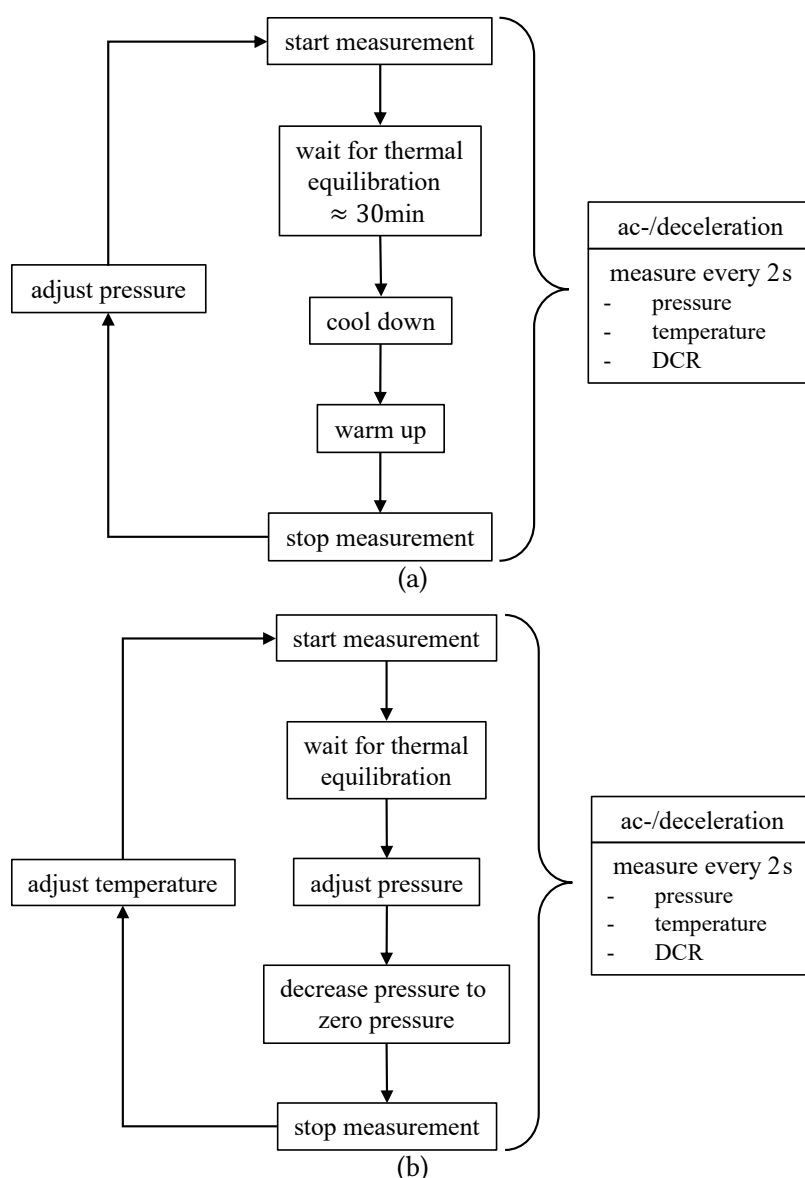 start measurement
wait for thermal
equilibration
≈ 30min
adjust pressure
cool down
warm up
stop measurement
ac-/deceleration
measure every 2s
- pressure
- temperature
- DCR
(a)
start measurement
wait for thermal
equilibration
adjust temperature
adjust pressure
decrease pressure to
zero pressure
stop measurement
ac-/deceleration
measure every 2s
- pressure
- temperature
- DCR
(b)